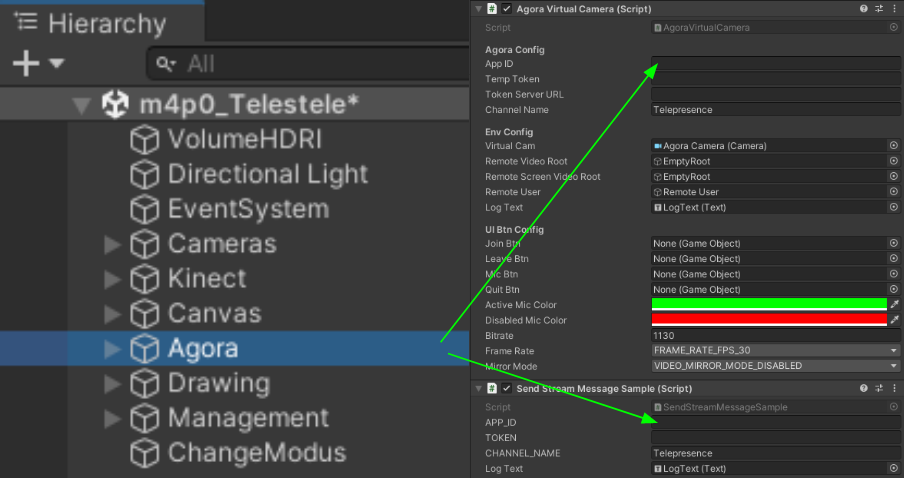 Hierarchy
All
m4p0_Telestele*
VolumeHDRI
Directional Light
EventSystem
Cameras
Kinect
Canvas
Agora
Drawing
Management
ChangeModus
# Agora Virtual Camera (Script)
Script # AgoraVirtualCamera
Agora Config
App ID
Temp Token
Token Server URL
Channel Name Telepresence
Env Config
Virtual Cam Agora Camera (Camera)
Remote Video Root EmptyRoot
Remote Screen Video Root EmptyRoot
Remote User Remote User
Log Text T LogText (Text)
UI Btn Config
Join Btn None (Game Object)
Leave Btn None (Game Object)
Mic Btn None (Game Object)
Quit Btn None (Game Object)
Active Mic Color
Disabled Mic Color
Bitrate 1130
Frame Rate FRAME_RATE_FPS_30
Mirror Mode VIDEO_MIRROR_MODE_DISABLED
# Send Stream Message Sample (Script)
Script # SendStreamMessageSample
APP_ID
TOKEN
CHANNEL_NAME Telepresence
Log Text T LogText (Text)